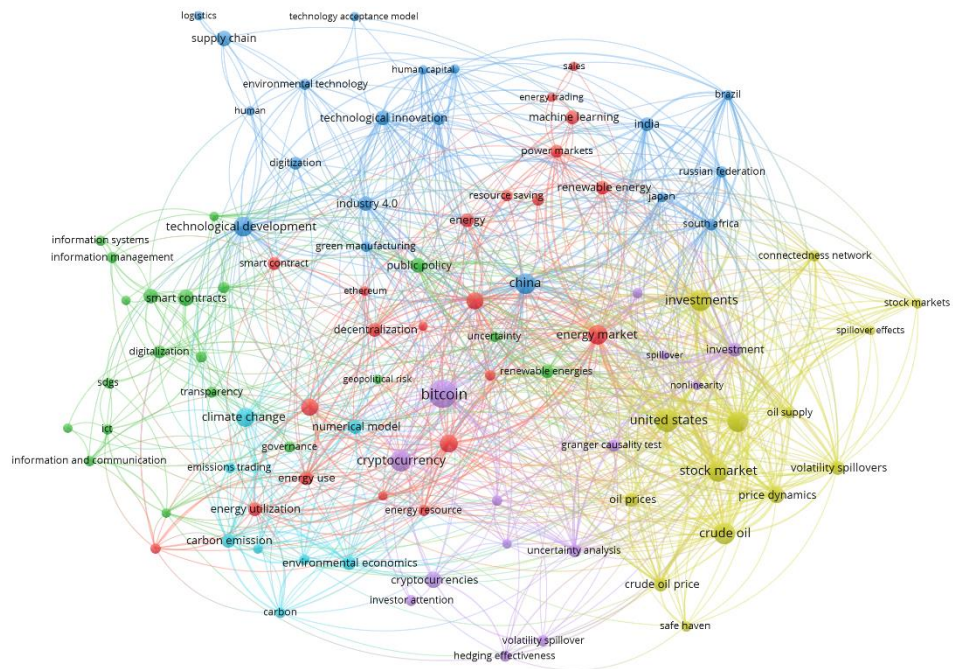 logistics
technology acceptance model
supply chain
human capital
sales
environmental technology
brazil
energy trading
human
technological innovation
machine learning
india
power markets
digitization
russian federation
renewable energy
resource saving
japan
industry 4.0
energy
south africa
technological development
information systems
green manufacturing
information management
smart contract
public policy
connectedness network
china
ethereum
smart contracts
investments
stock markets
decentralization
uncertainty
energy market
spillover effects
digitalization
spillover
investment
renewable energies
geopolitical risk
sdgs
transparency
nonlinearity
bitcoin
climate change
numerical model
united states
oil supply
ict
governance
granger causality test
information and communication
emissions trading
cryptocurrency
stock market
volatility spillovers
energy use
oil prices
price dynamics
energy utilization
energy resource
carbon emission
crude oil
uncertainty analysis
environmental economics
cryptocurrencies
crude oil price
investor attention
carbon
safe haven
volatility spillover
hedging effectiveness